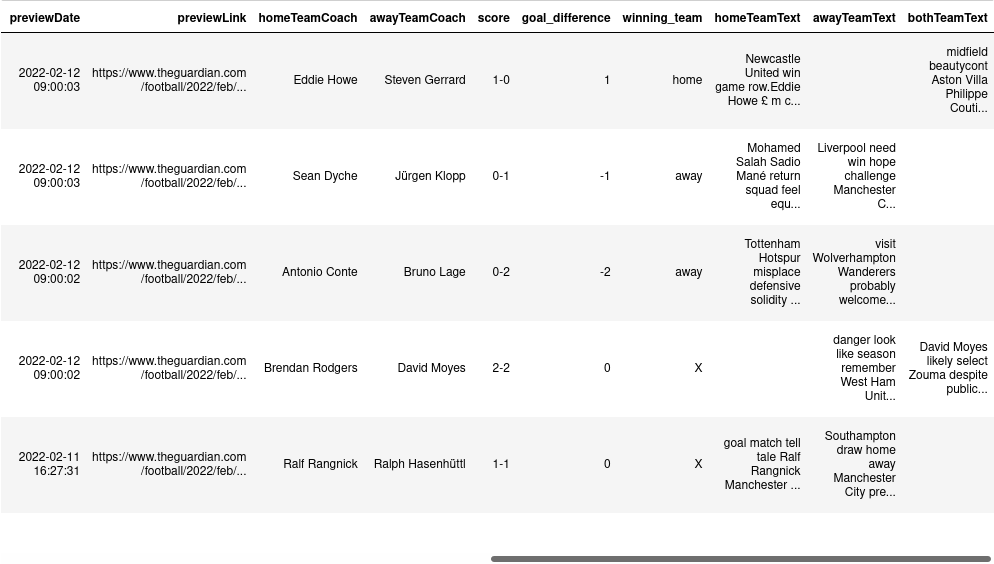 previewDate previewLink homeTeamCoach awayTeamCoach score goal_difference winning_team homeTeamText awayTeamText bothTeamText
2022-02-12 09:00:03 https://www.theguardian.com/football/2022/feb/... Eddie Howe Steven Gerrard 1-0 1 home Newcastle United win game row.Eddie Howe £ m c... midfield beautycont Aston Villa Philippe Couti...
2022-02-12 09:00:03 https://www.theguardian.com/football/2022/feb/... Sean Dyche Jürgen Klopp 0-1 -1 away Mohamed Salah Sadio Mané return squad feel equ... Liverpool need win hope challenge Manchester C...
2022-02-12 09:00:02 https://www.theguardian.com/football/2022/feb/... Antonio Conte Bruno Lage 0-2 -2 away Tottenham Hotspur misplace defensive solidity ... visit Wolverhampton Wanderers probably welcome...
2022-02-12 09:00:02 https://www.theguardian.com/football/2022/feb/... Brendan Rodgers David Moyes 2-2 0 X danger look like season remember West Ham Unit... David Moyes likely select Zouma despite public...
2022-02-11 16:27:31 https://www.theguardian.com/football/2022/feb/... Ralf Rangnick Ralph Hasenhüttl 1-1 0 X goal match tell tale Ralf Rangnick Manchester ... Southampton draw home away Manchester City pre...